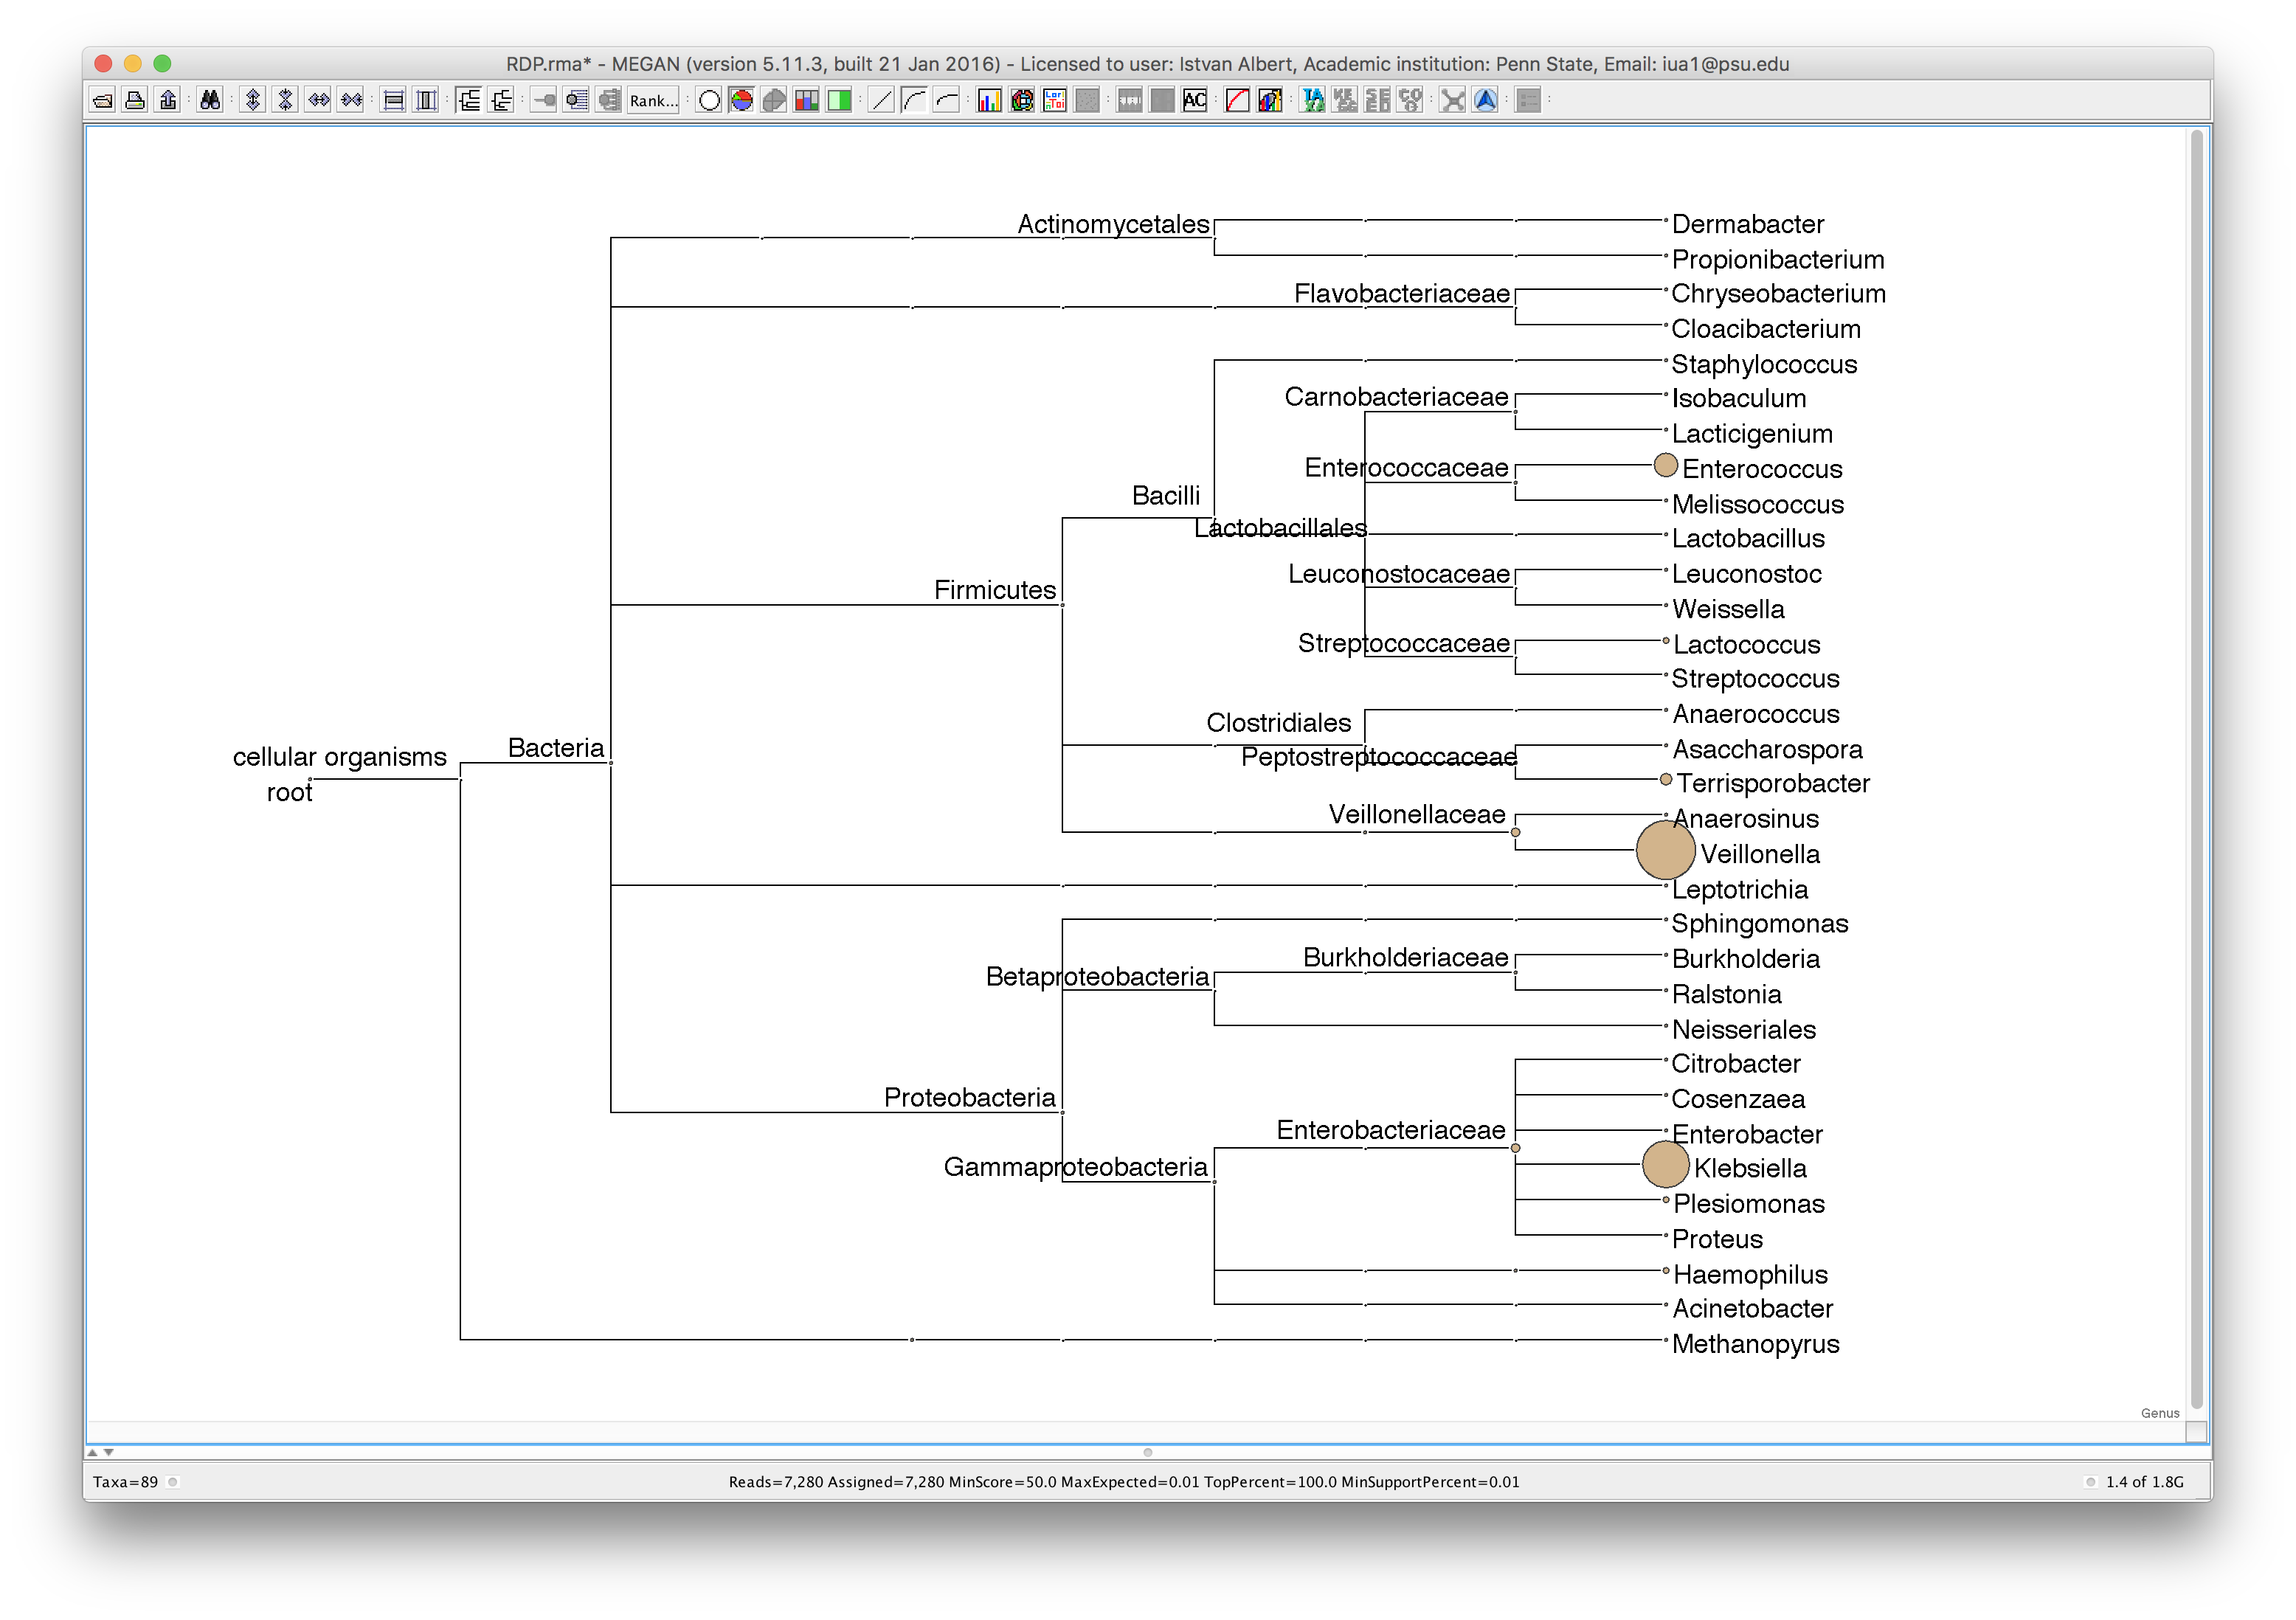 RDP.rma* - MEGAN (version 5.11.3, built 21 Jan 2016) - Licensed to user: Istvan Albert, Academic institution: Penn State, Email: iua1@psu.edu
Rank...
AC
Actinomycetales
Dermabacter
Propionibacterium
Flavobacteriaceae
Chryseobacterium
Cloacibacterium
Staphylococcus
Carnobacteriaceae
Isobaculum
Lacticigenium
Enterococcaceae
Enterococcus
Bacilli
Melissococcus
Lactobacillales
Lactobacillus
Leuconostocaceae
Leuconostoc
Firmicutes
Weissella
Streptococcaceae
Lactococcus
Streptococcus
Clostridiales
Anaerococcus
cellular organisms
Bacteria
Peptostreptococcaceae
Asaccharospora
root
Terrisporobacter
Veillonellaceae
Anaerosinus
Veillonella
Leptotrichia
Sphingomonas
Burkholderiaceae
Burkholderia
Betaproteobacteria
Ralstonia
Neisseriales
Citrobacter
Proteobacteria
Cosenzaea
Enterobacteriaceae
Enterobacter
Gammaproteobacteria
Klebsiella
Plesiomonas
Proteus
Haemophilus
Acinetobacter
Methanopyrus
Genus
Taxa=89
Reads=7,280 Assigned=7,280 MinScore=50.0 MaxExpected=0.01 TopPercent=100.0 MinSupportPercent=0.01
1.4 of 1.8G